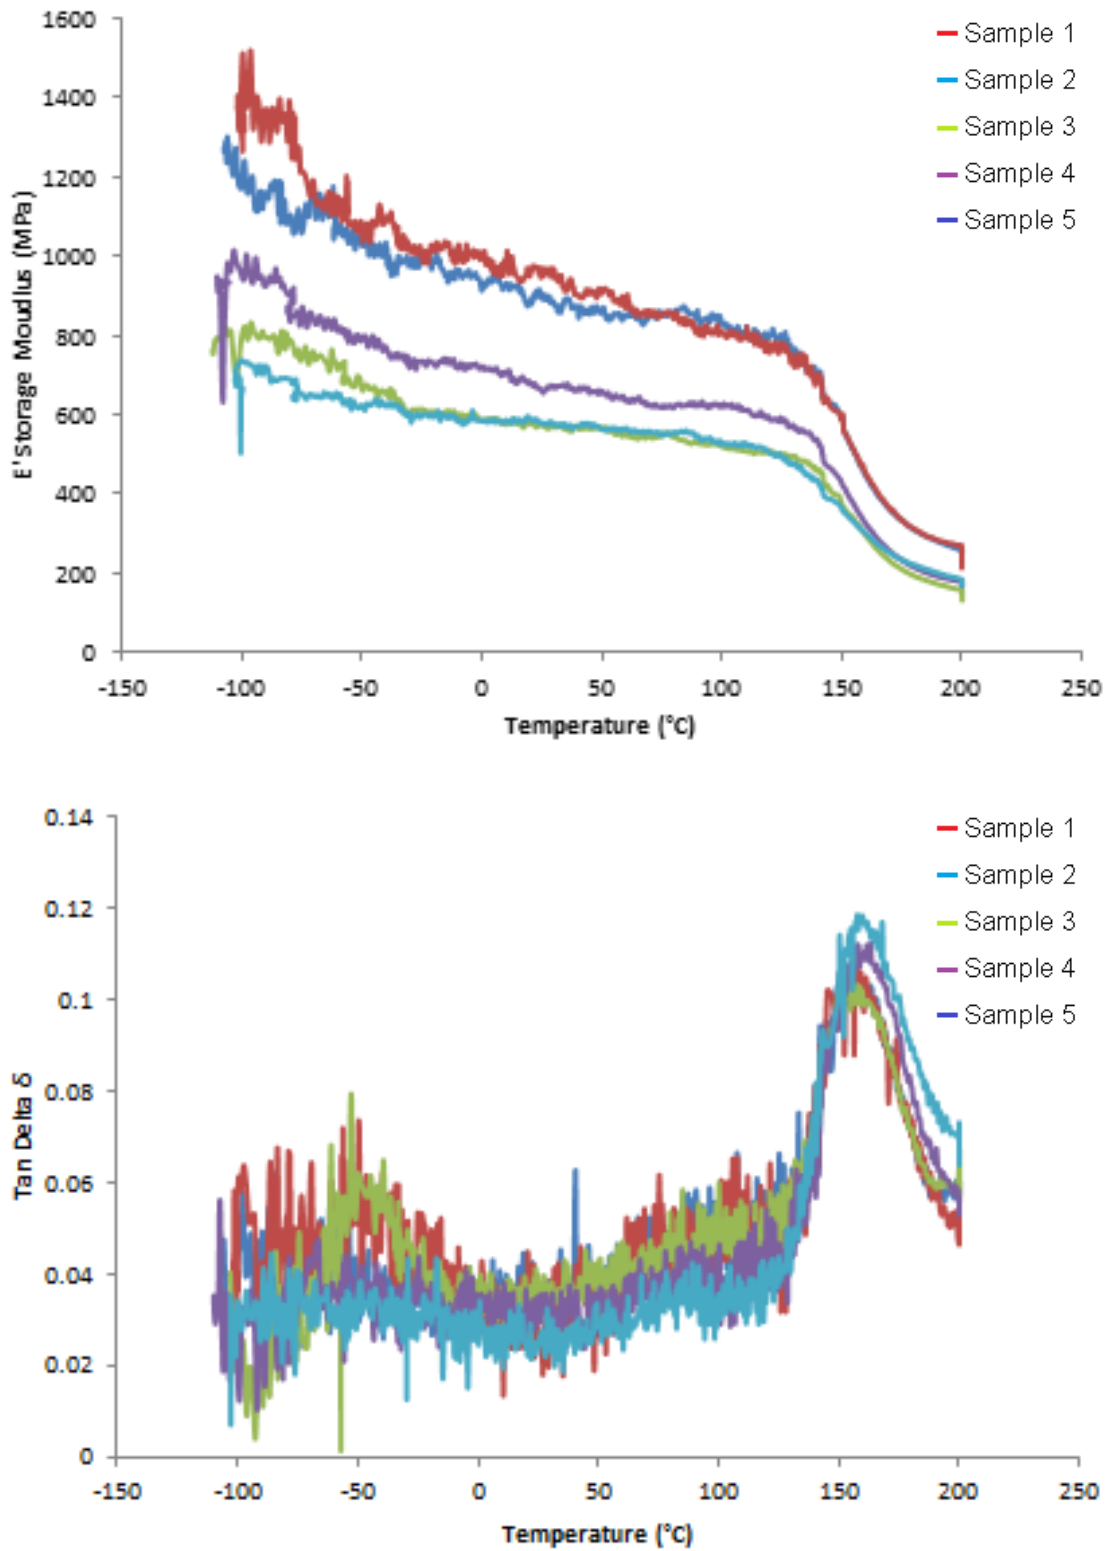 1600
1400
1200
1000
800
600
400
200
0
E' Storage Moudlus (MPa)
-150 -100 -50 0 50 100 150 200 250
Temperature (°C)
Sample 1
Sample 2
Sample 3
Sample 4
Sample 5
0.14
0.12
0.1
0.08
0.06
0.04
0.02
0
Tan Delta δ
-150 -100 -50 0 50 100 150 200 250
Temperature (°C)
Sample 1
Sample 2
Sample 3
Sample 4
Sample 5